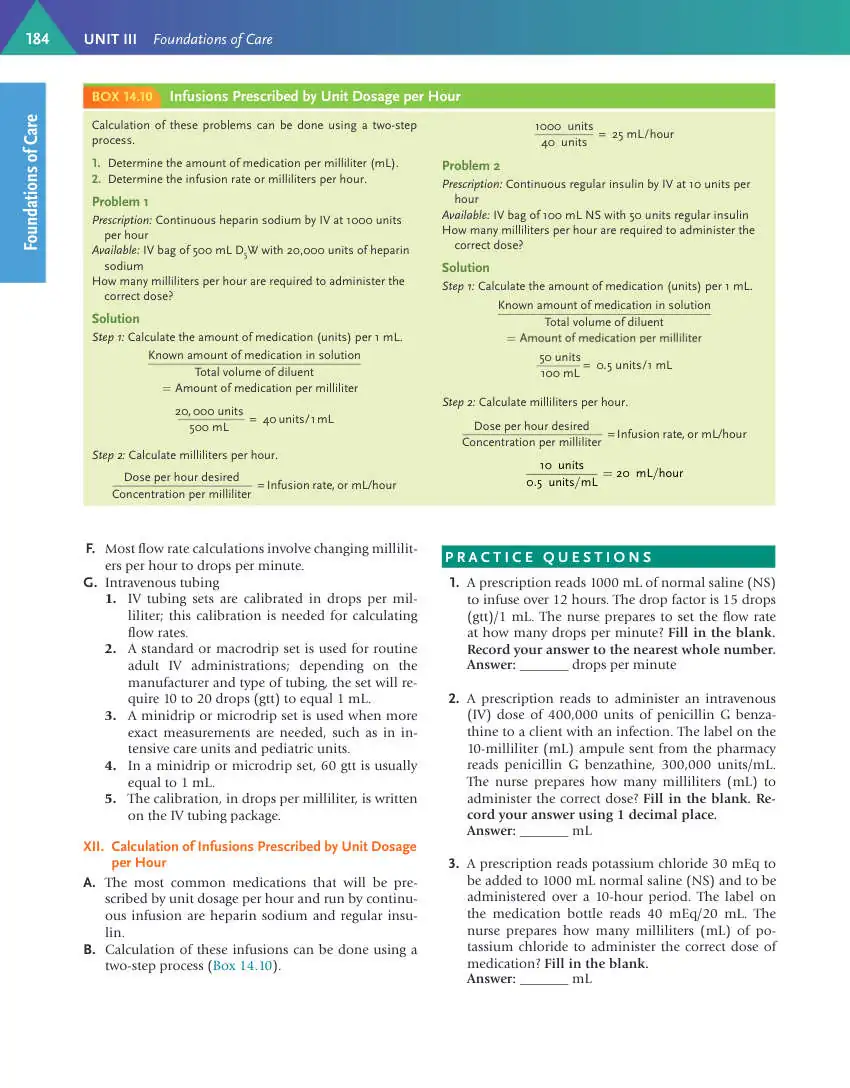 184
UNIT III Foundations of Care
Foundations of Care
BOX 14.10 Infusions Prescribed by Unit Dosage per Hour
Calculation of these problems can be done using a two-step
process.
1. Determine the amount of medication per milliliter (mL).
2. Determine the infusion rate or milliliters per hour.
Problem 1
Prescription: Continuous heparin sodium by IV at 1000 units
per hour
Available: IV bag of 500 mL D5W with 20,000 units of heparin
sodium
How many milliliters per hour are required to administer the
correct dose?
Solution
Step 1: Calculate the amount of medication (units) per 1 mL.
Known amount of medication in solution
Total volume of diluent
= Amount of medication per milliliter
20,000 units
500 mL
= 40 units/1 mL
Step 2: Calculate milliliters per hour.
Dose per hour desired
Concentration per milliliter
= Infusion rate, or mL/hour
1000 units
40 units
= 25 mL/hour
Problem 2
Prescription: Continuous regular insulin by IV at 10 units per
hour
Available: IV bag of 100 mL NS with 50 units regular insulin
How many milliliters per hour are required to administer the
correct dose?
Solution
Step 1: Calculate the amount of medication (units) per 1 mL.
Known amount of medication in solution
Total volume of diluent
= Amount of medication per milliliter
50 units
100 mL
= 0.5 units/1 mL
Step 2: Calculate milliliters per hour.
Dose per hour desired
Concentration per milliliter
= Infusion rate, or mL/hour
10 units
0.5 units/mL
= 20 mL/hour
F. Most flow rate calculations involve changing millilit-
ers per hour to drops per minute.
G. Intravenous tubing
1. IV tubing sets are calibrated in drops per mil-
liliter; this calibration is needed for calculating
flow rates.
2. A standard or macrodrip set is used for routine
adult IV administrations; depending on the
manufacturer and type of tubing, the set will re-
quire 10 to 20 drops (gtt) to equal 1 mL.
3. A minidrip or microdrip set is used when more
exact measurements are needed, such as in in-
tensive care units and pediatric units.
4. In a minidrip or microdrip set, 60 gtt is usually
equal to 1 mL.
5. The calibration, in drops per milliliter, is written
on the IV tubing package.
XII. Calculation of Infusions Prescribed by Unit Dosage
per Hour
A. The most common medications that will be pre-
scribed by unit dosage per hour and run by continu-
ous infusion are heparin sodium and regular insu-
lin.
B. Calculation of these infusions can be done using a
two-step process (Box 14.10).
PRACTICE QUESTIONS
1. A prescription reads 1000 mL of normal saline (NS)
to infuse over 12 hours. The drop factor is 15 drops
(gtt)/1 mL. The nurse prepares to set the flow rate
at how many drops per minute? Fill in the blank.
Record your answer to the nearest whole number.
Answer: _______ drops per minute
2. A prescription reads to administer an intravenous
(IV) dose of 400,000 units of penicillin G benza-
thine to a client with an infection. The label on the
10-milliliter (mL) ampule sent from the pharmacy
reads penicillin G benzathine, 300,000 units/mL.
The nurse prepares how many milliliters (mL) to
administer the correct dose? Fill in the blank. Re-
cord your answer using 1 decimal place.
Answer: _______ mL
3. A prescription reads potassium chloride 30 mEq to
be added to 1000 mL normal saline (NS) and to be
administered over a 10-hour period. The label on
the medication bottle reads 40 mEq/20 mL. The
nurse prepares how many milliliters (mL) of po-
tassium chloride to administer the correct dose of
medication? Fill in the blank.
Answer: _______ mL